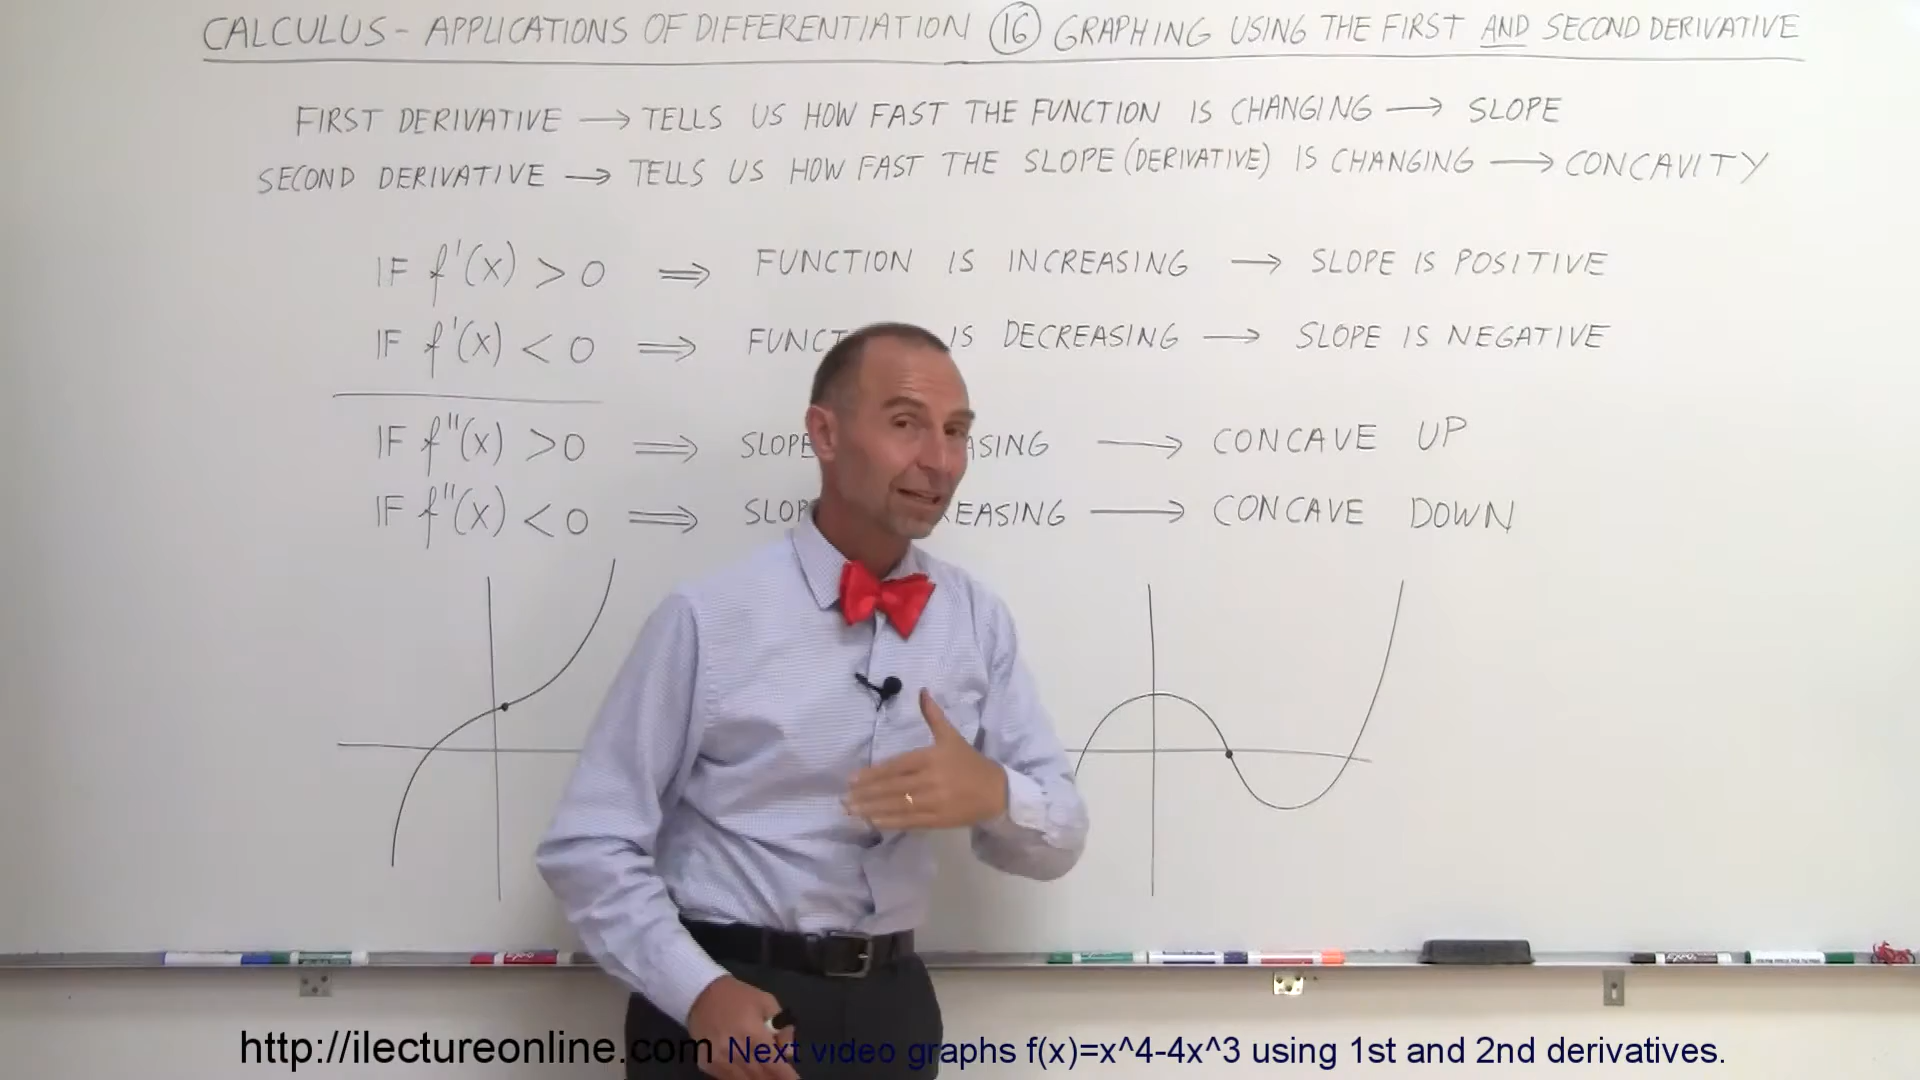 CALCULUS - APPLICATIONS OF DIFFERENTIATION 16 GRAPHING USING THE FIRST AND SECOND DERIVATIVE
FIRST DERIVATIVE → TELLS US HOW FAST THE FUNCTION IS CHANGING → SLOPE
SECOND DERIVATIVE → TELLS US HOW FAST THE SLOPE (DERIVATIVE) IS CHANGING → CONCAVITY
IF f'(x) > 0 ⇒ FUNCTION IS INCREASING → SLOPE IS POSITIVE
IF f'(x) < 0 ⇒ FUNCT IS DECREASING → SLOPE IS NEGATIVE
IF f"(x) > 0 ⇒ SLOPE ASING → CONCAVE UP
IF f"(x) < 0 ⇒ SLOP EASING → CONCAVE DOWN
http://ilectureonline.com Next video graphs f(x)=x^4-4x^3 using 1st and 2nd derivatives.